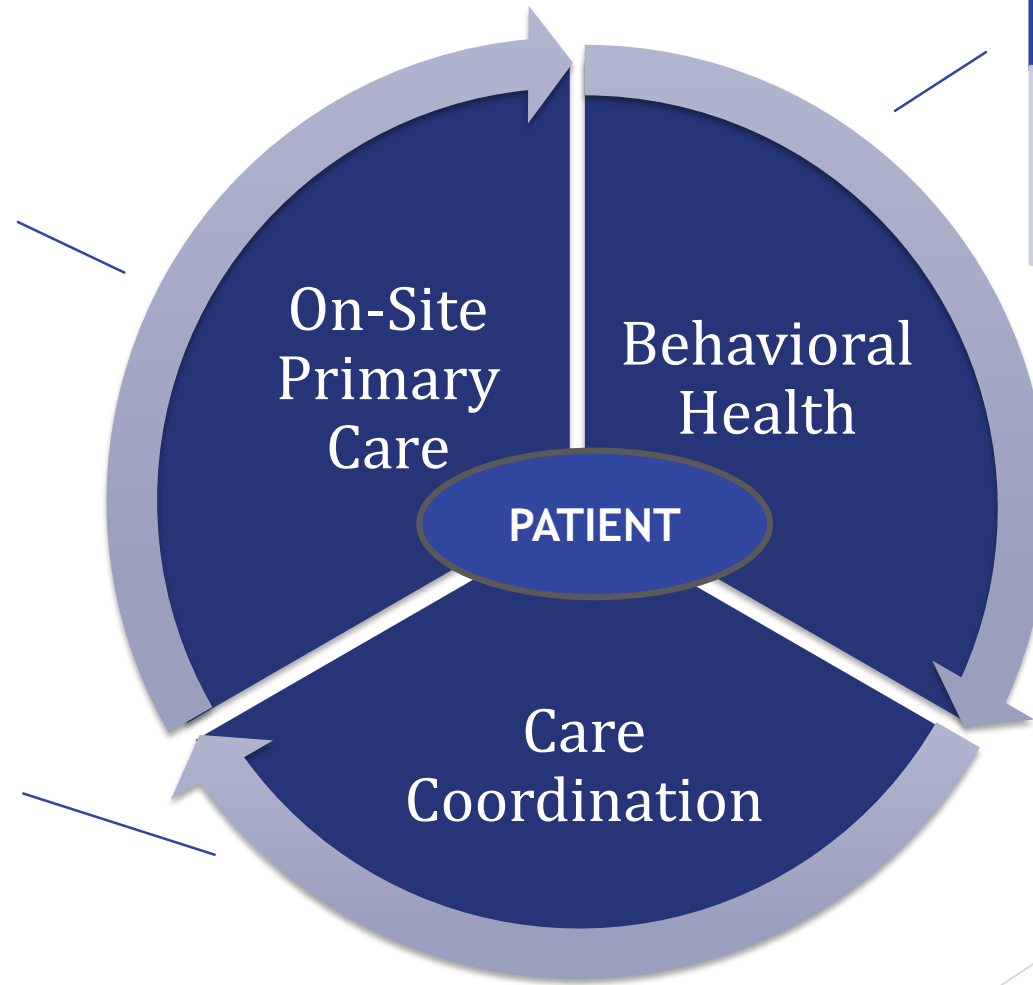 On-Site
Primary
Care
Behavioral
Health
PATIENT
Care
Coordination